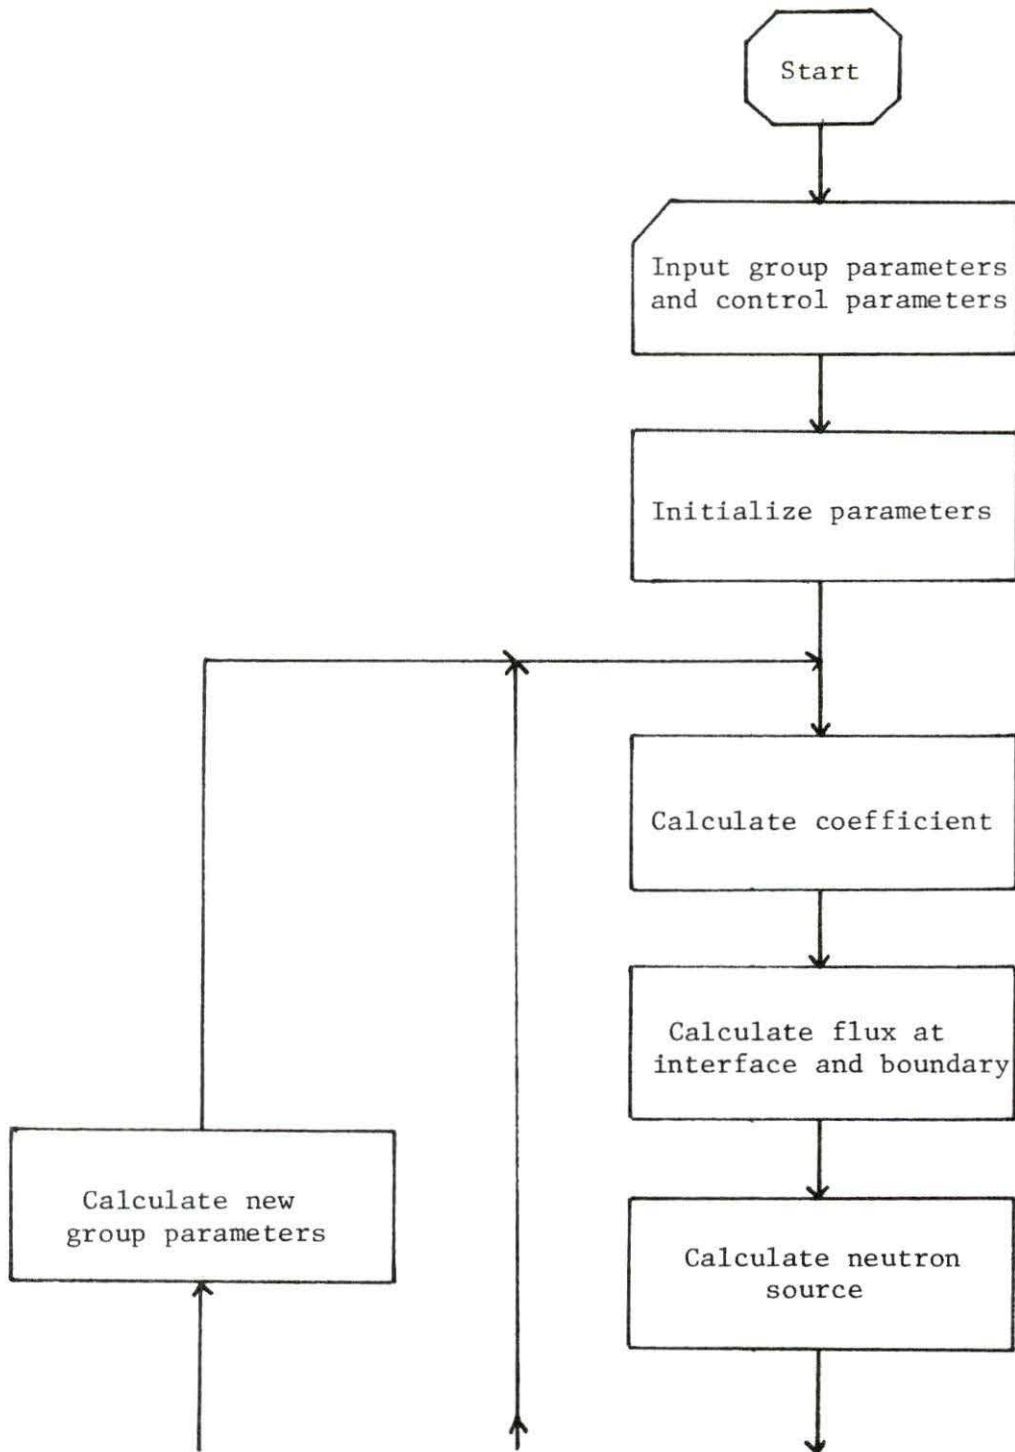 Start
Input group parameters
and control parameters
Initialize parameters
Calculate coefficient
Calculate flux at
interface and boundary
Calculate new
group parameters
Calculate neutron
source